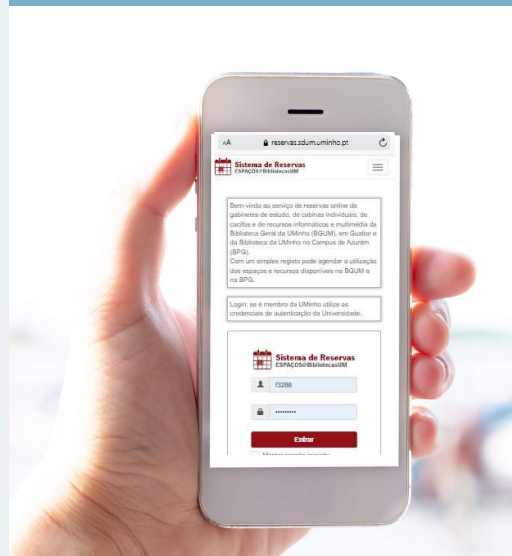 AA reservas.sdum.uminho.pt
Sistema de Reservas
ESPAÇOS@BibliotecasUM
Bem-vindo ao serviço de reservas online de
gabinetes de estudo, de cabinas individuais, de
cacifos e de recursos informáticos e multimédia da
Biblioteca Geral da UMinho (BGUM), em Gualtar e
da Biblioteca da UMinho no Campus de Azurém
(BPG).
Com um simples registo pode agendar a utilização
dos espaços e recursos disponíveis na BGUM e
na BPG.
Login: se é membro da UMinho utilize as
credenciais de autenticação da Universidade.
Sistema de Reservas
ESPAÇOS@BibliotecasUM
f3266
Entrar